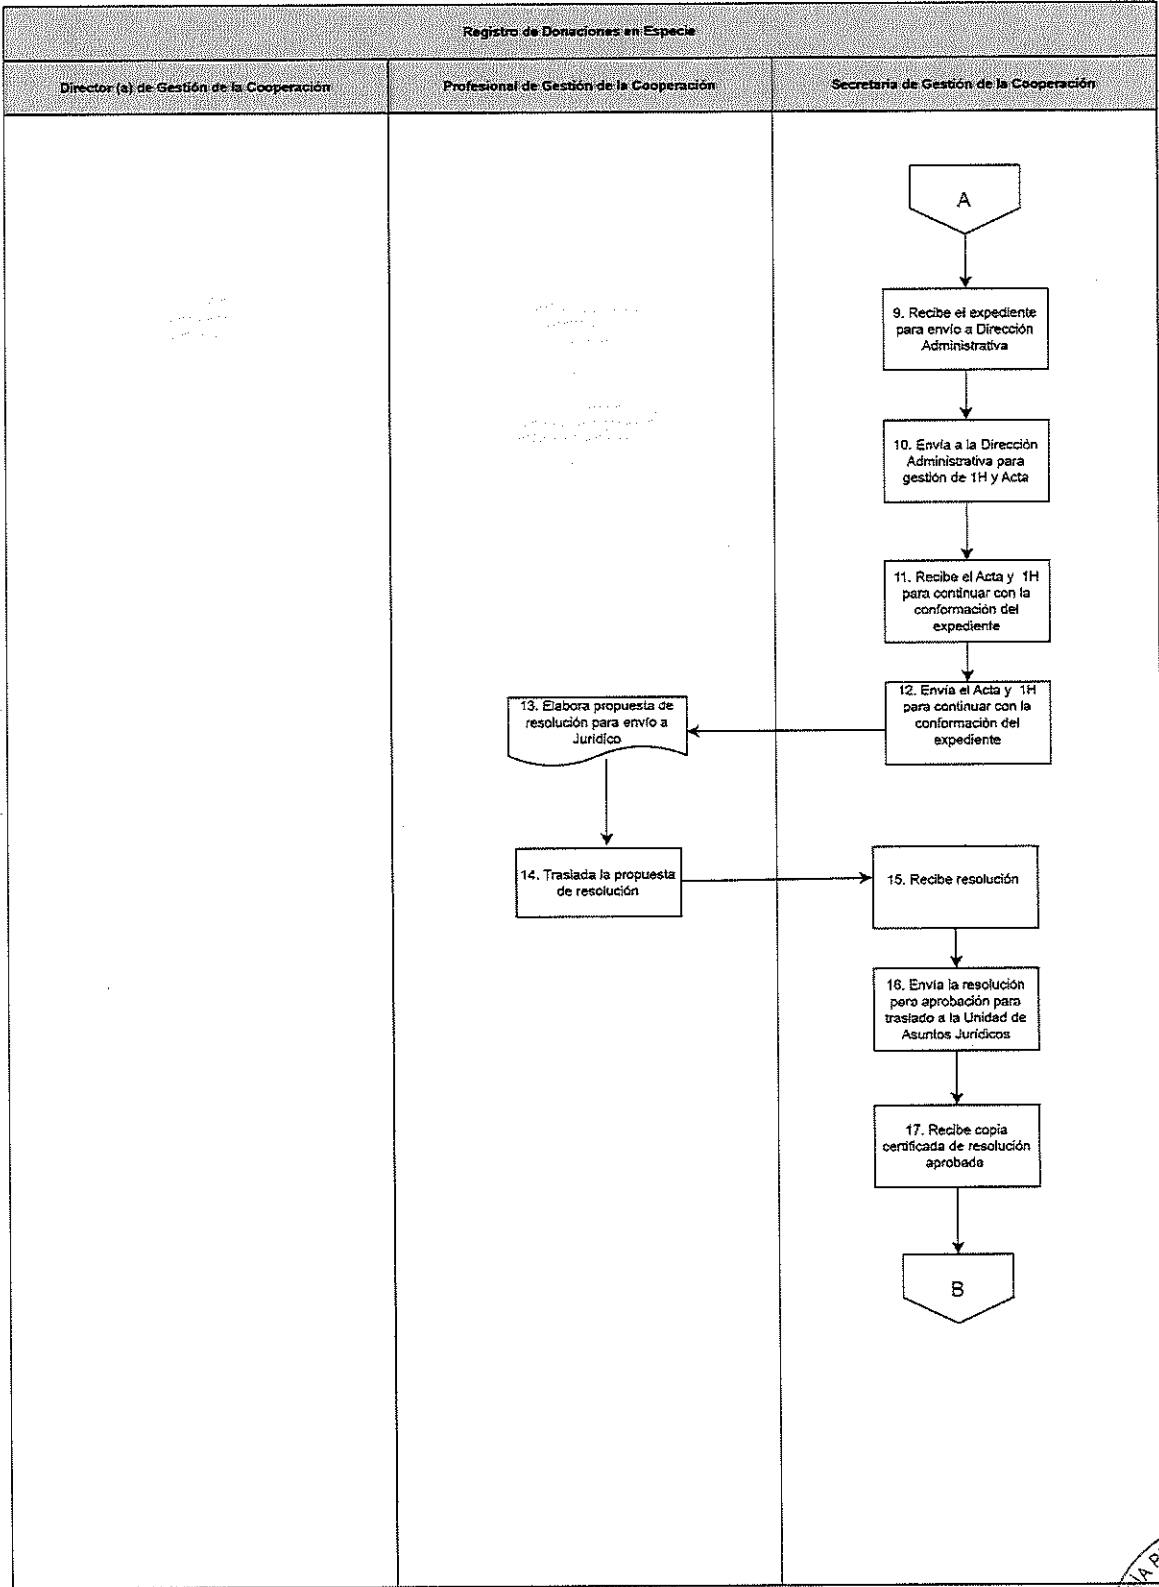 Registro de Donaciones en Especie
Director (a) de Gestión de la Cooperación
Profesional de Gestión de la Cooperación
Secretaria de Gestión de la Cooperación
A
9. Recibe el expediente
para envío a Dirección
Administrativa
10. Envía a la Dirección
Administrativa para
gestión de 1H y Acta
11. Recibe el Acta y 1H
para continuar con la
conformación del
expediente
12. Envía el Acta y 1H
para continuar con la
conformación del
expediente
13. Elabora propuesta de
resolución para envío a
Jurídico
14. Traslada la propuesta
de resolución
15. Recibe resolución
16. Envía la resolución
para aprobación para
traslado a la Unidad de
Asuntos Jurídicos
17. Recibe copia
certificada de resolución
aprobada
B